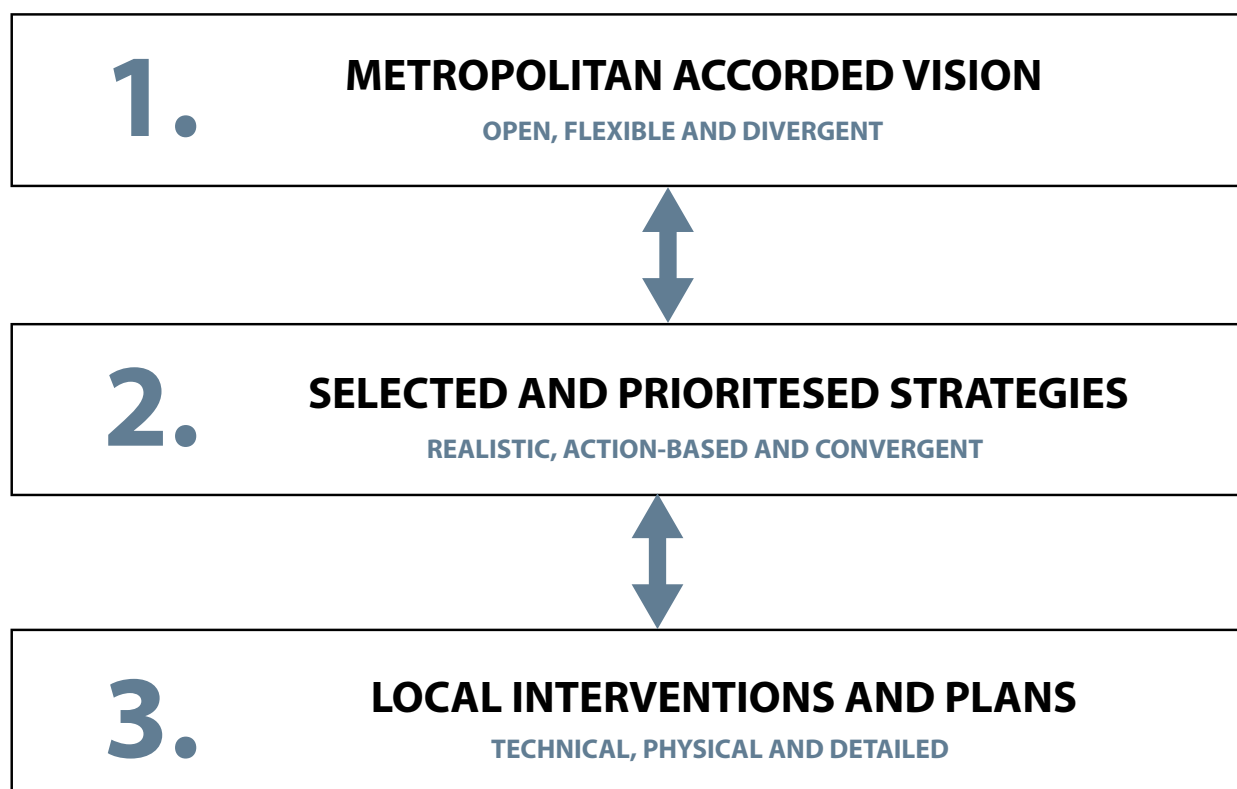 1.
METROPOLITAN ACCORDED VISION
OPEN, FLEXIBLE AND DIVERGENT
2.
SELECTED AND PRIORITESED STRATEGIES
REALISTIC, ACTION-BASED AND CONVERGENT
3.
LOCAL INTERVENTIONS AND PLANS
TECHNICAL, PHYSICAL AND DETAILED